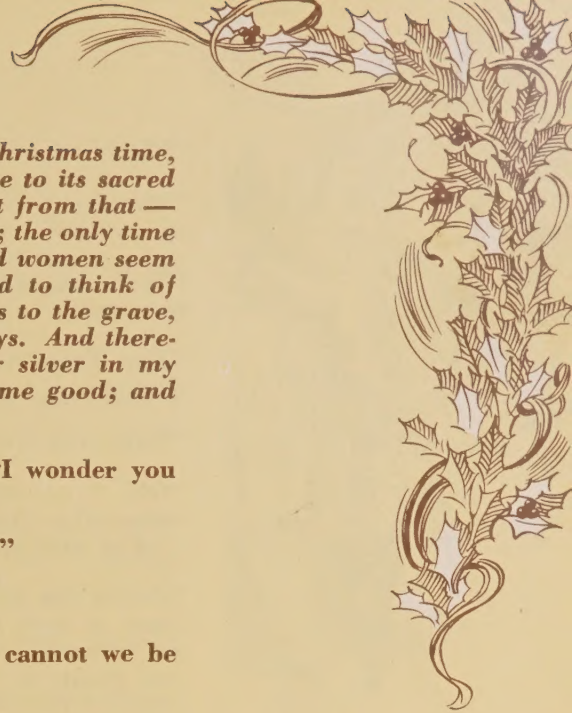 hristmas time,
e to its sacred
t from that —
; the only time
d women seem
d to think of
s to the grave,
ys. And there-
r silver in my
me good; and
I wonder you
”
cannot we be